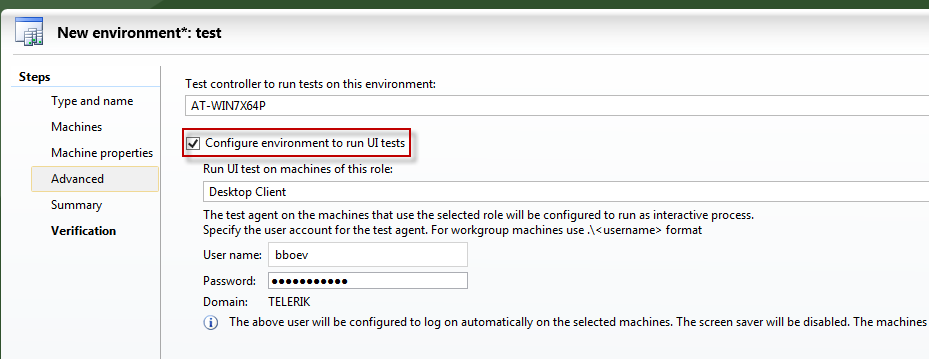 New environment*: test
Steps
Type and name
Machines
Machine properties
Advanced
Summary
Verification
Test controller to run tests on this environment:
AT-WIN7X64P
Configure environment to run UI tests
Run UI test on machines of this role:
Desktop Client
The test agent on the machines that use the selected role will be configured to run as interactive process.
Specify the user account for the test agent. For workgroup machines use .\<username> format
User name: bboev
Password: ●●●●●●●●●●●
Domain: TELERIK
The above user will be configured to log on automatically on the selected machines. The screen saver will be disabled. The machines